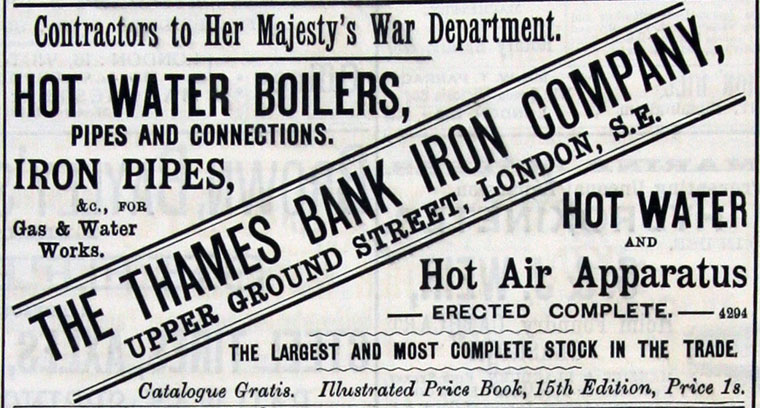 Contractors to Her Majesty's War Department.
HOT WATER BOILERS,
PIPES AND CONNECTIONS.
IRON PIPES,
&c., FOR
Gas & Water
Works.
THE THAMES BANK IRON COMPANY,
UPPER GROUND STREET, LONDON, S.E.
HOT WATER
AND
Hot Air Apparatus
— ERECTED COMPLETE. — 4294
THE LARGEST AND MOST COMPLETE STOCK IN THE TRADE.
Catalogue Gratis. Illustrated Price Book, 15th Edition, Price 1s.